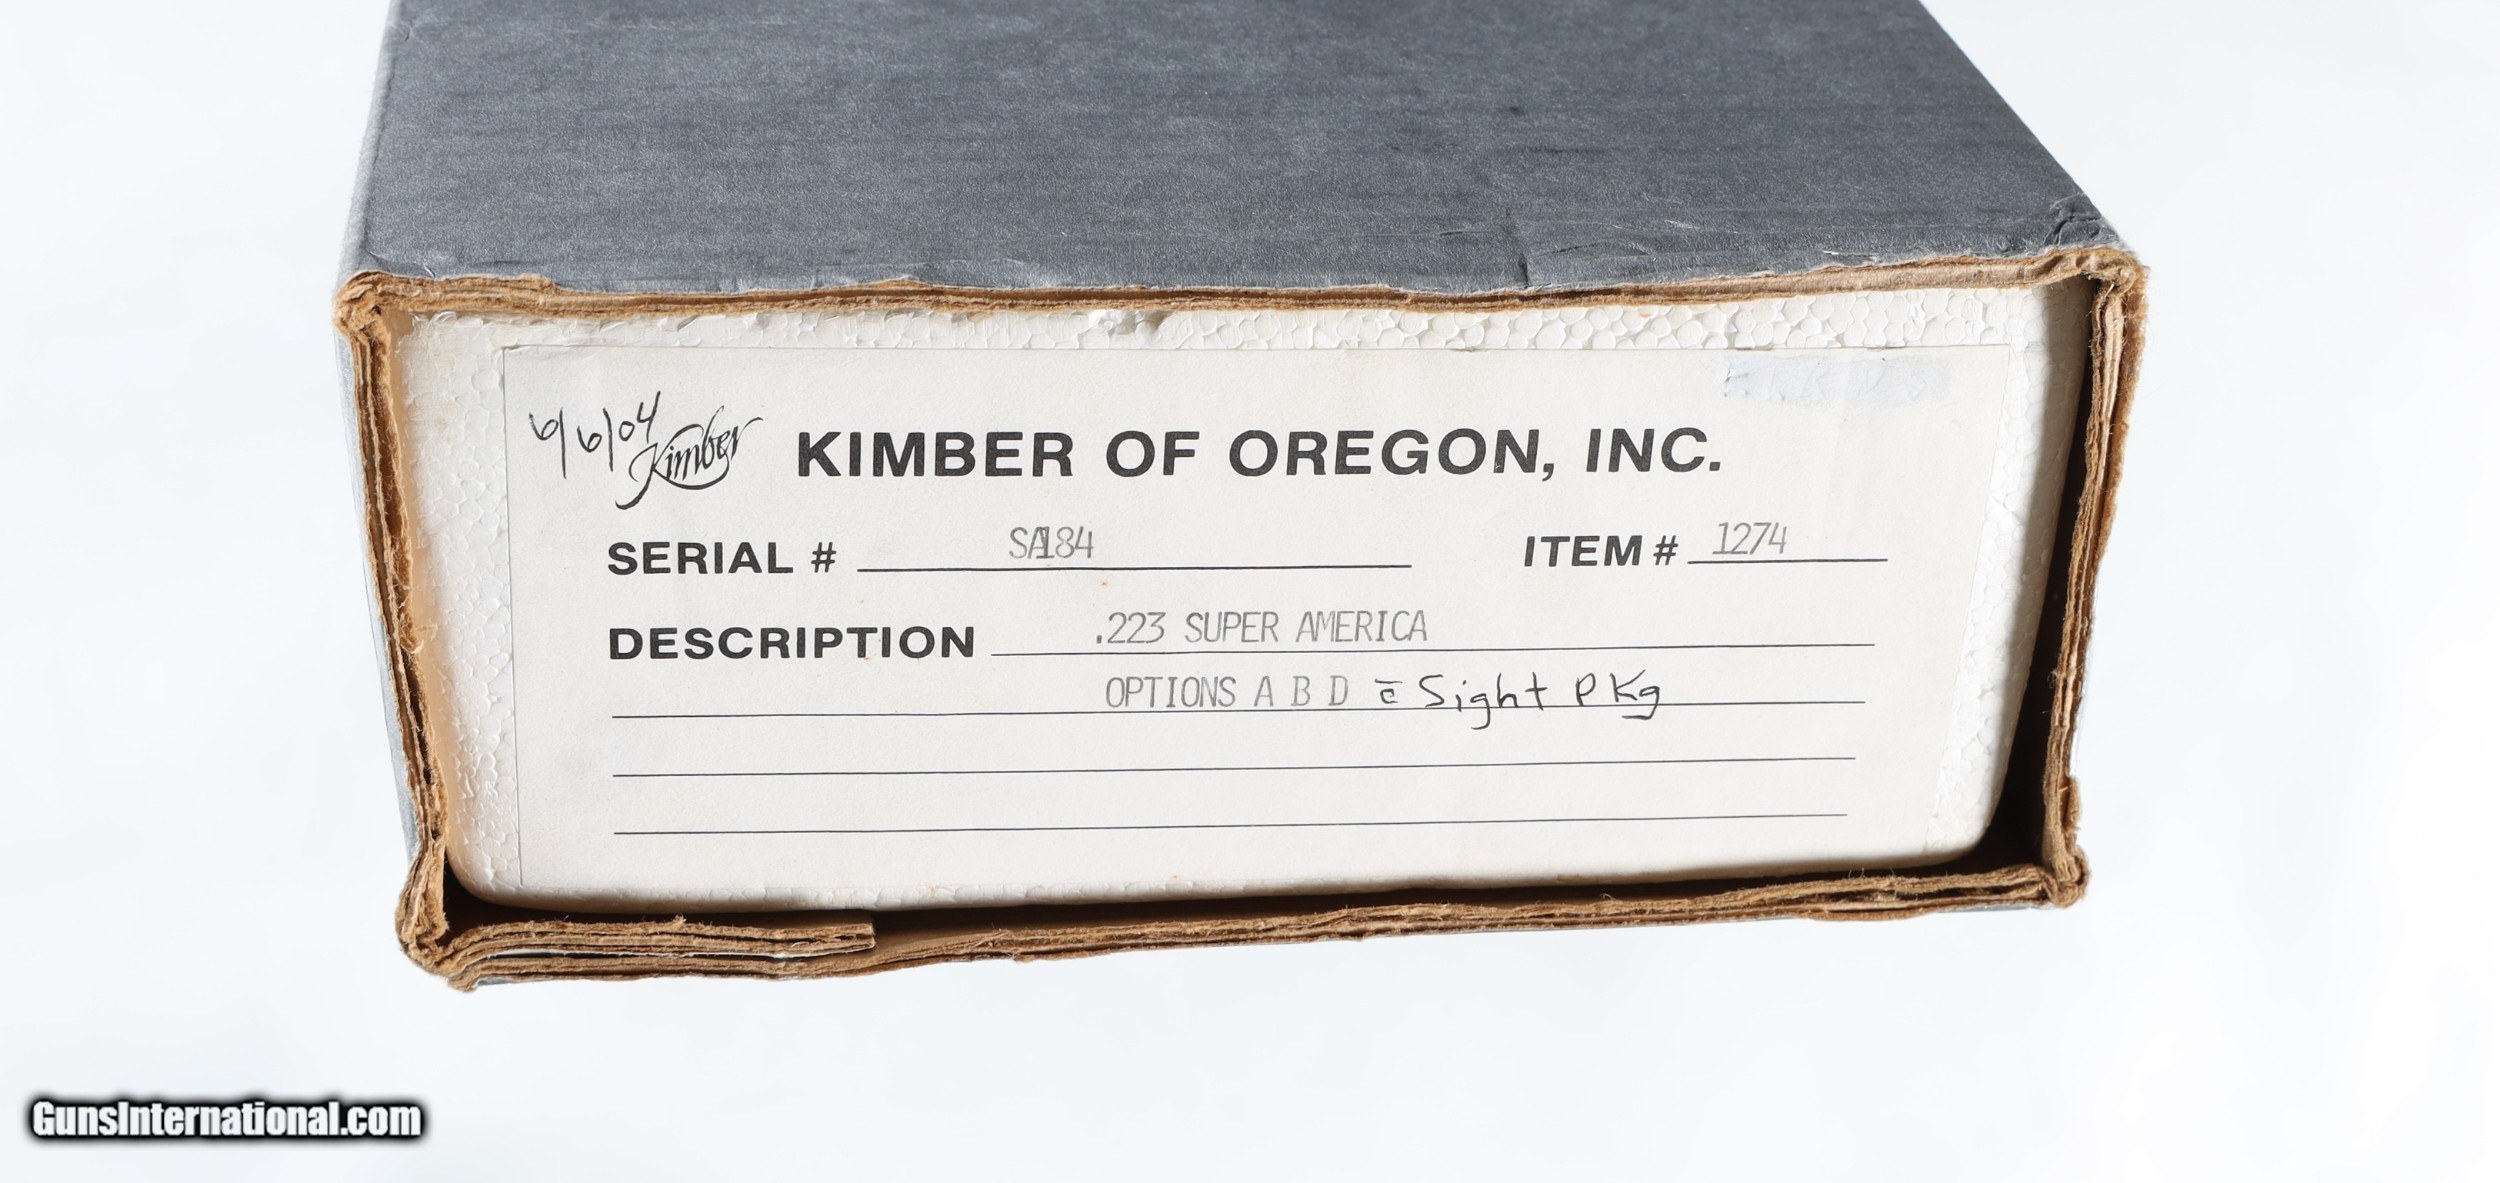 6/6/04 Kimber KIMBER OF OREGON, INC.
SERIAL # SA184 ITEM # 1274
DESCRIPTION .223 SUPER AMERICA
OPTIONS A B D c̄ Sight PKg
GunsInternational.com